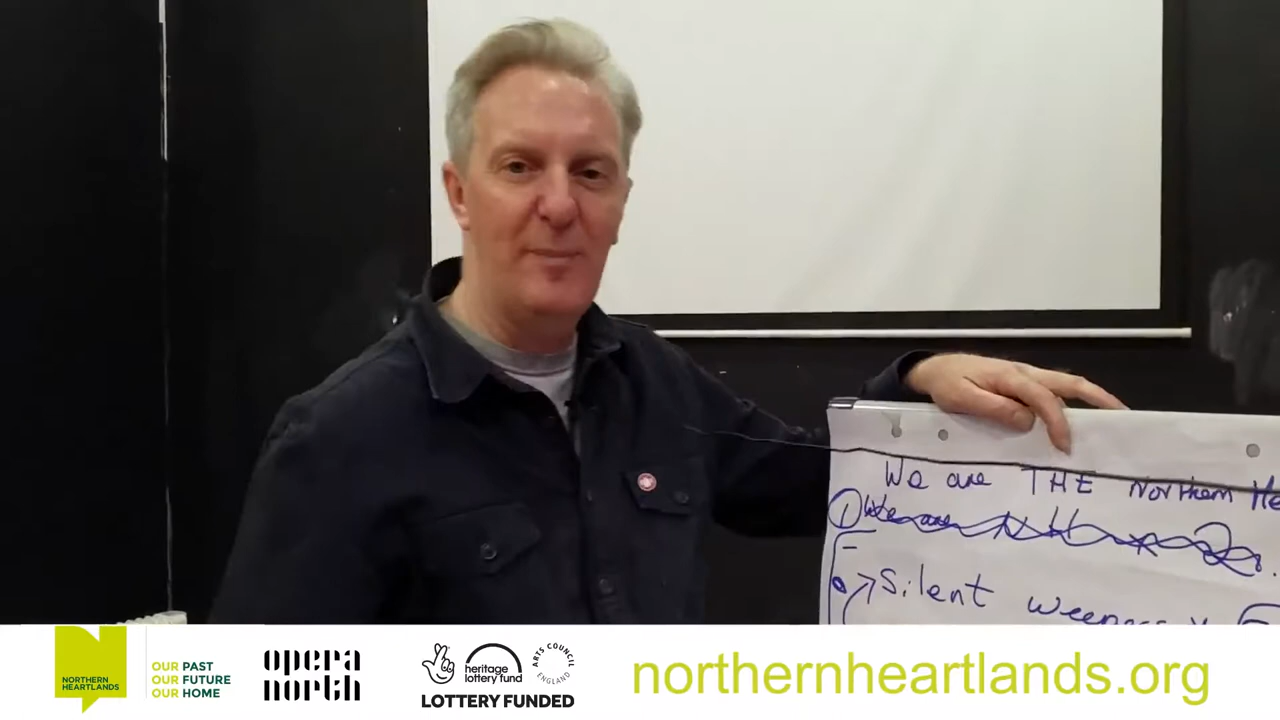 We are THE Northern He
①
Silent
NORTHERN
HEARTLANDS
OUR PAST
OUR FUTURE
OUR HOME
opera
north
heritage
lottery fund
ARTS COUNCIL
ENGLAND
LOTTERY FUNDED
northernheartlands.org